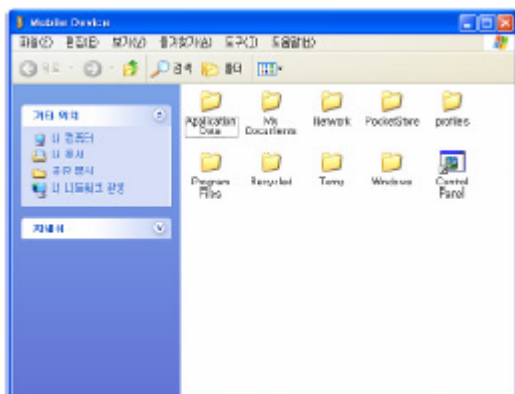 Mobile Device
파일(F) 편집(E) 보기(V) 즐겨찾기(A) 도구(T) 도움말(H)
뒤로 검색 폴더
기타 위치
내 컴퓨터
내 문서
공유 문서
내 네트워크 환경
자세히
Application Data
My Documents
Network
PocketStore
profiles
Program Files
Recycled
Temp
Windows
Control Panel